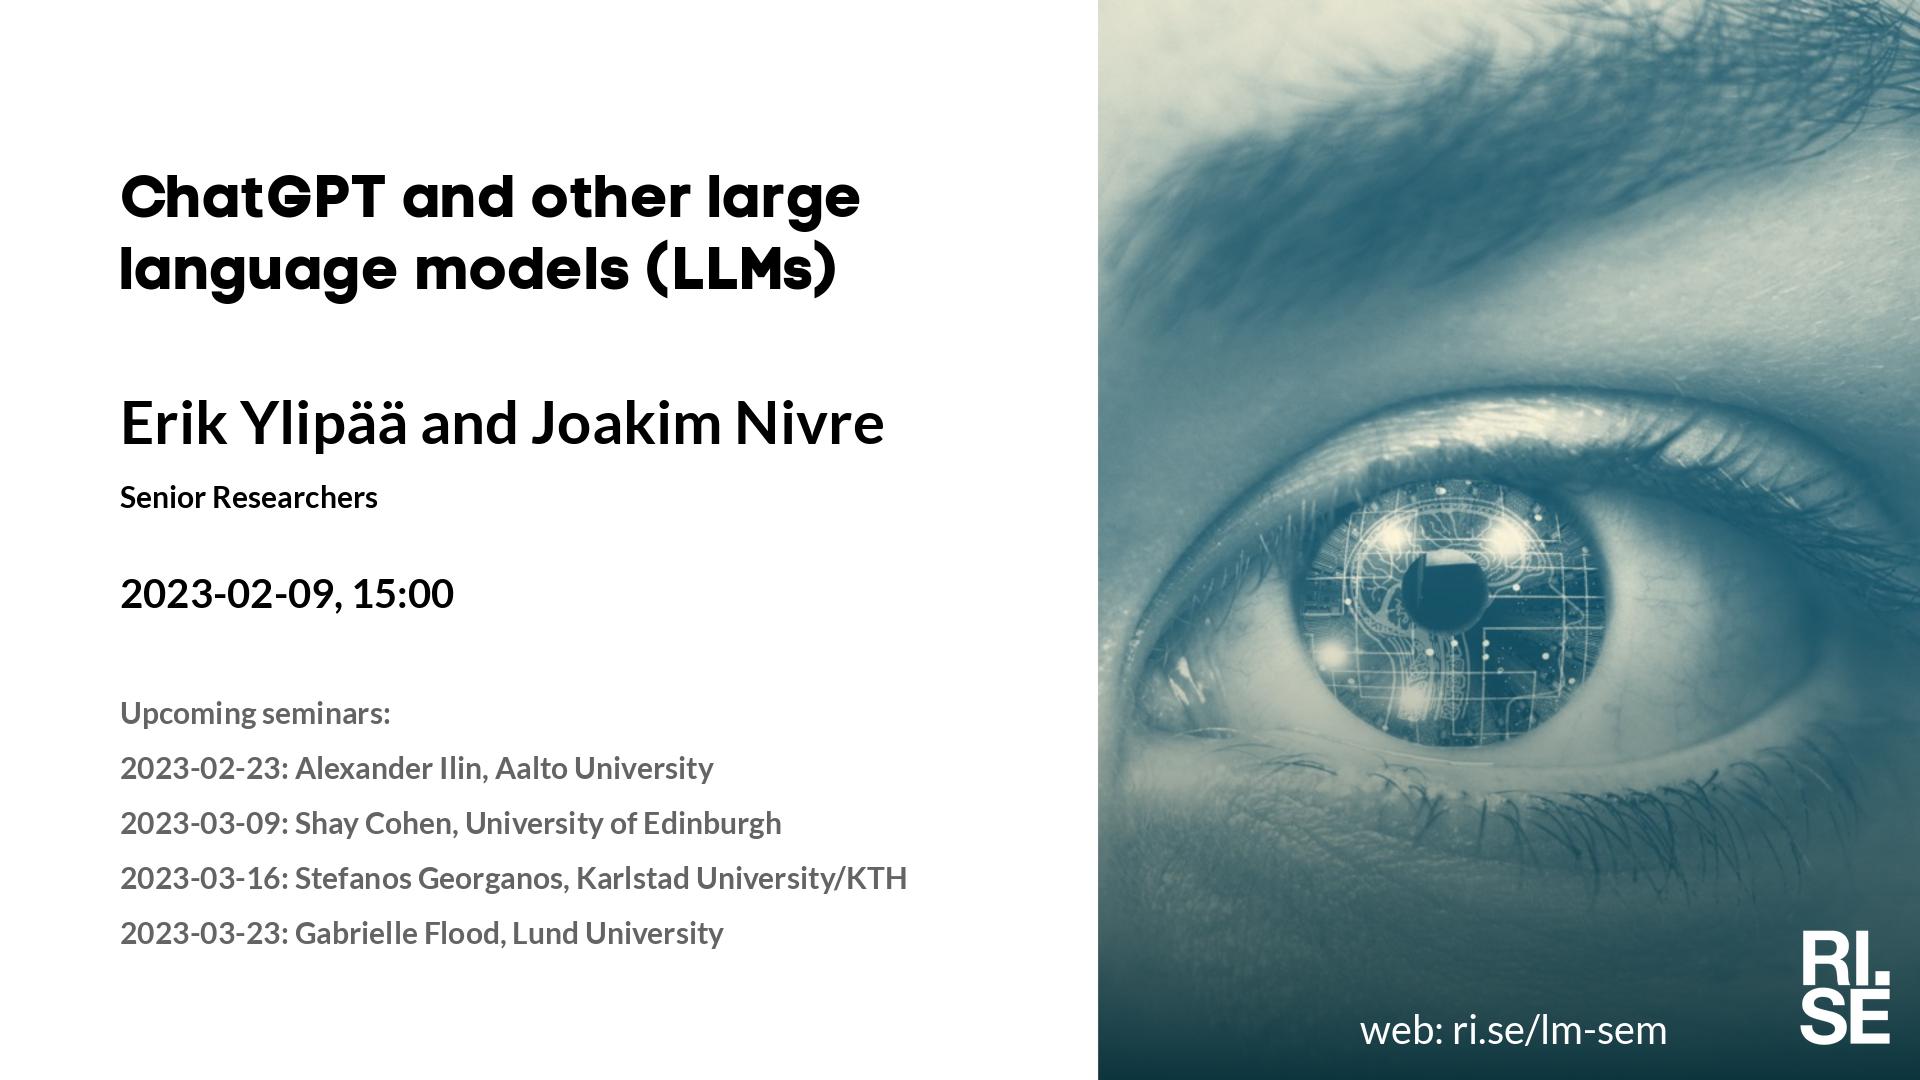 ChatGPT and other large
language models (LLMs)
Erik Ylipää and Joakim Nivre
Senior Researchers
2023-02-09, 15:00
Upcoming seminars:
2023-02-23: Alexander Ilin, Aalto University
2023-03-09: Shay Cohen, University of Edinburgh
2023-03-16: Stefanos Georganos, Karlstad University/KTH
2023-03-23: Gabrielle Flood, Lund University
web: ri.se/lm-sem
RI.
SE